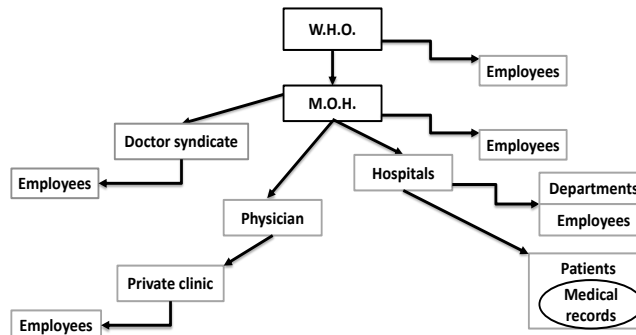 W.H.O.
Employees
M.O.H.
Doctor syndicate
Employees
Employees
Hospitals
Departments
Employees
Physician
Patients
Medical
records
Private clinic
Employees